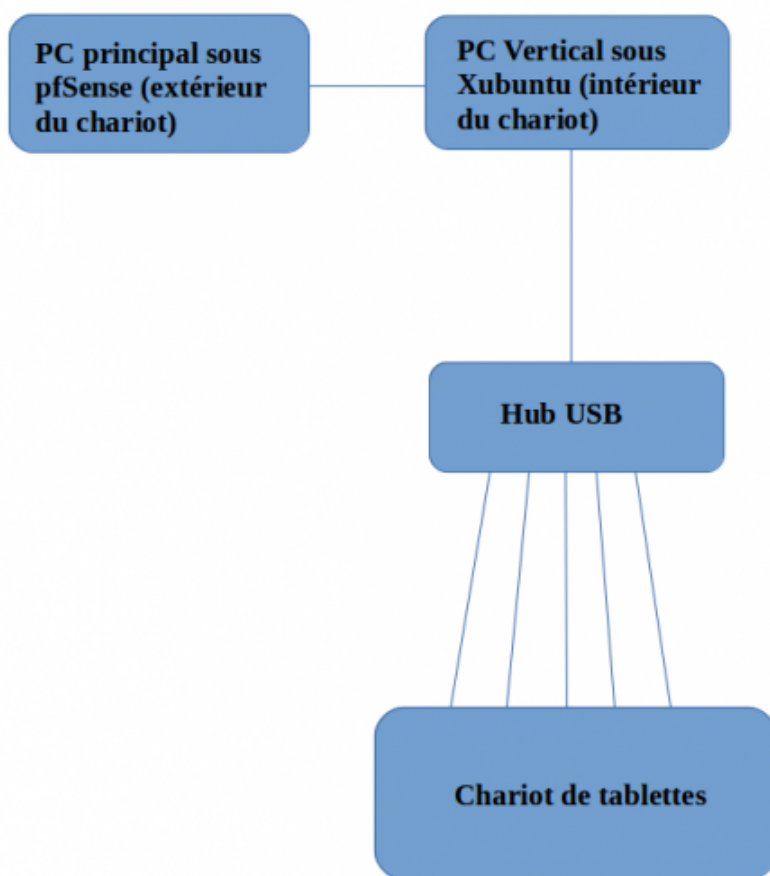 PC principal sous
pfSense (extérieur
du chariot)
PC Vertical sous
Xubuntu (intérieur
du chariot)
Hub USB
Chariot de tablettes